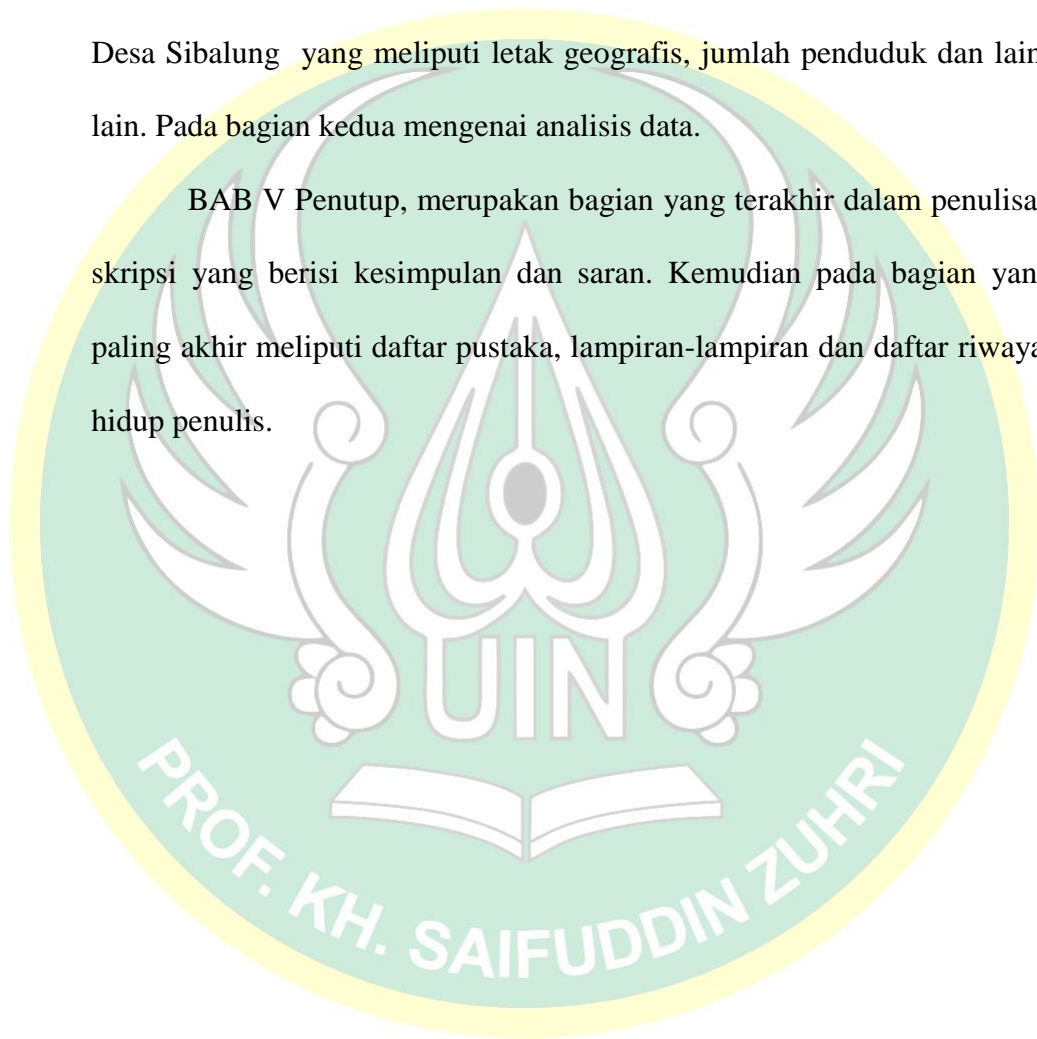 Desa Sibalung yang meliputi letak geografis, jumlah penduduk dan lain
lain. Pada bagian kedua mengenai analisis data.
BAB V Penutup, merupakan bagian yang terakhir dalam penulisa
skripsi yang berisi kesimpulan dan saran. Kemudian pada bagian yan
paling akhir meliputi daftar pustaka, lampiran-lampiran dan daftar riwaya
hidup penulis.
UIN
PROF. KH. SAIFUDDIN ZUHRI